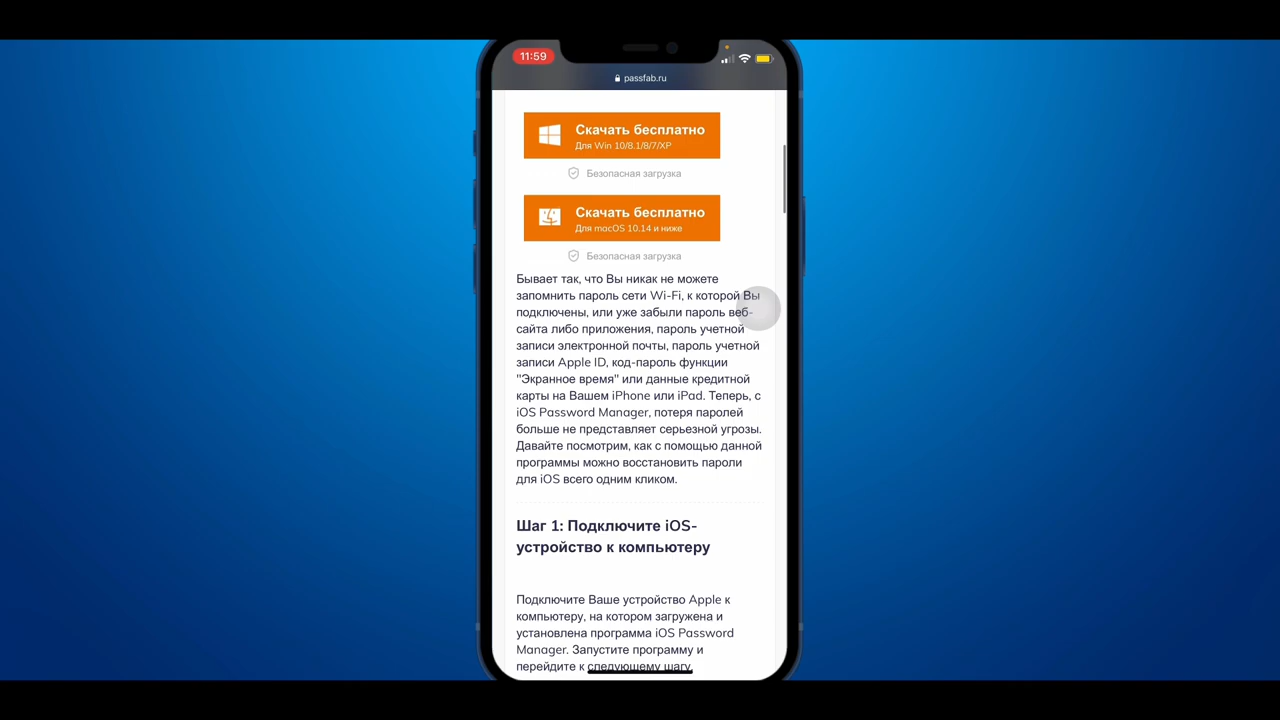 11:59
passfab.ru
Скачать бесплатно
Для Win 10/8.1/8/7/XP
Безопасная загрузка
Скачать бесплатно
Для macOS 10.14 и ниже
Безопасная загрузка
Бывает так, что Вы никак не можете
запомнить пароль сети Wi-Fi, к которой Вы
подключены, или уже забыли пароль веб-
сайта либо приложения, пароль учетной
записи электронной почты, пароль учетной
записи Apple ID, код-пароль функции
"Экранное время" или данные кредитной
карты на Вашем iPhone или iPad. Теперь, с
iOS Password Manager, потеря паролей
больше не представляет серьезной угрозы.
Давайте посмотрим, как с помощью данной
программы можно восстановить пароли
для iOS всего одним кликом.
Шаг 1: Подключите iOS-
устройство к компьютеру
Подключите Ваше устройство Apple к
компьютеру, на котором загружена и
установлена программа iOS Password
Manager. Запустите программу и
перейдите к следующему шагу.